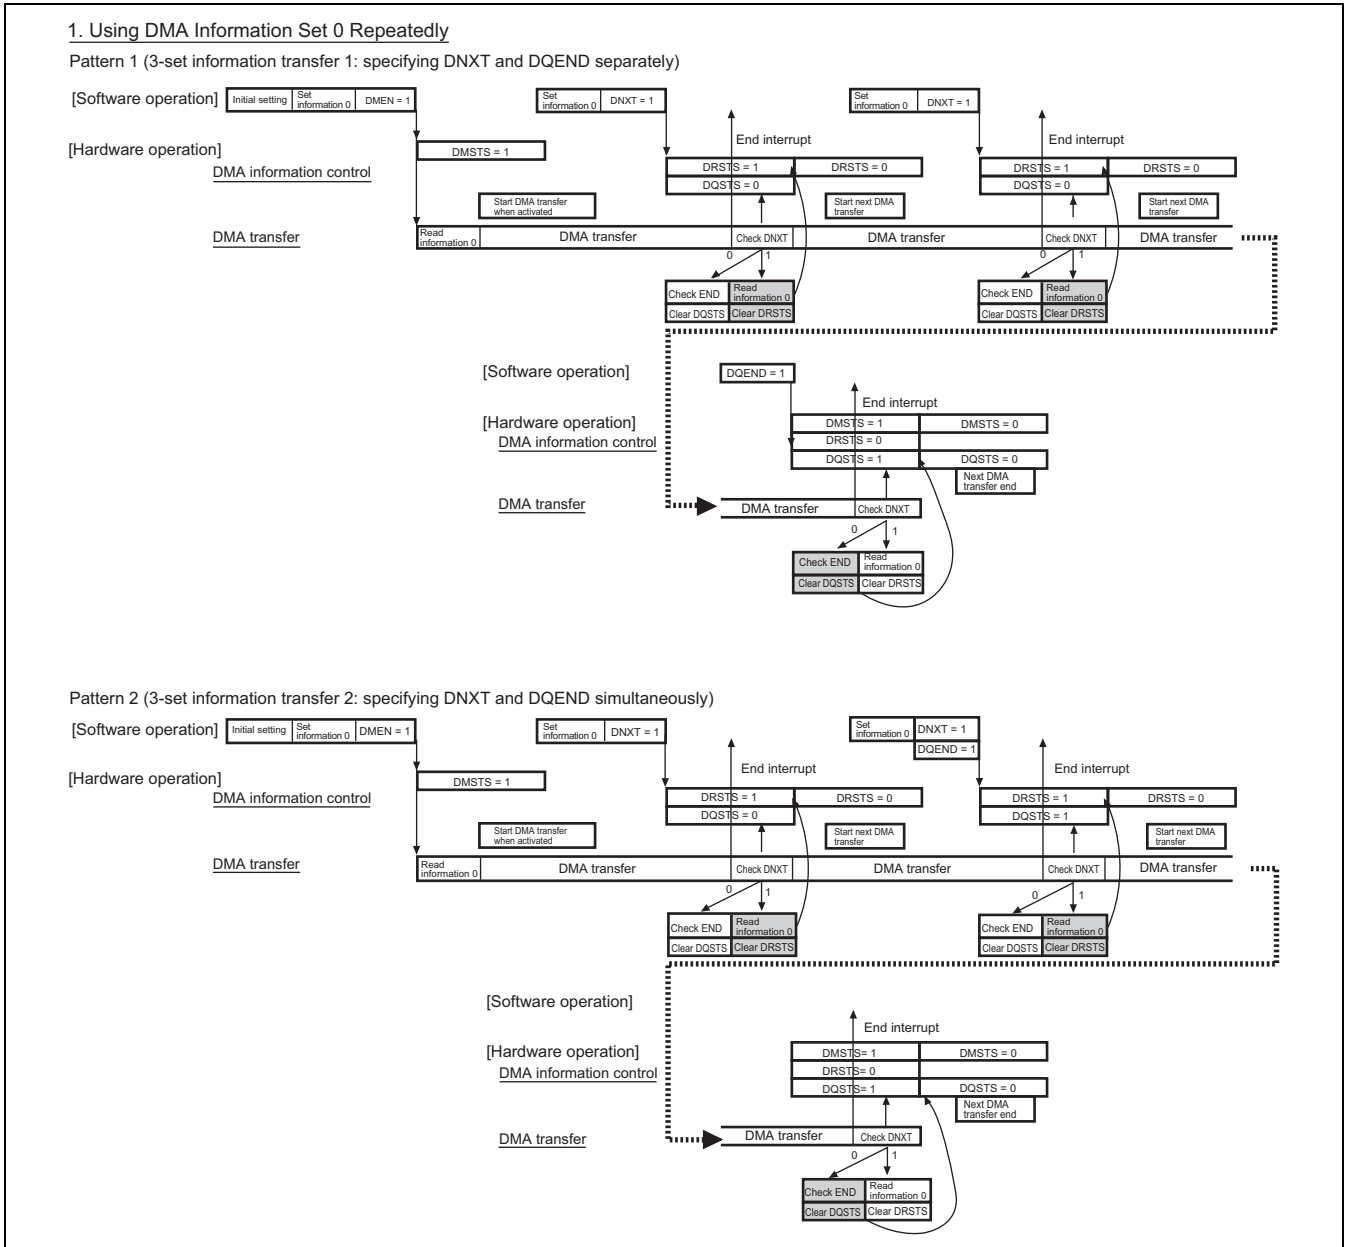 1. Using DMA Information Set 0 Repeatedly
Pattern 1 (3-set information transfer 1: specifying DNXT and DQEND separately)
[Software operation]
Initial setting
Set
information 0
DMEN = 1
Set
information 0
DNXT = 1
Set
information 0
DNXT = 1
End interrupt
End interrupt
[Hardware operation]
DMSTS = 1
DMA information control
DRSTS = 1
DRSTS = 0
DRSTS = 1
DRSTS = 0
DQSTS = 0
DQSTS = 0
Start DMA transfer
when activated
Start next DMA
transfer
Start next DMA
transfer
DMA transfer
Read
information 0
DMA transfer
Check DNXT
DMA transfer
Check DNXT
DMA transfer
0
1
0
1
Check END
Read
information 0
Check END
Read
information 0
Clear DQSTS
Clear DRSTS
Clear DQSTS
Clear DRSTS
[Software operation]
DQEND = 1
End interrupt
[Hardware operation]
DMSTS = 1
DMSTS = 0
DMA information control
DRSTS = 0
DQSTS = 1
DQSTS = 0
Next DMA
transfer end
DMA transfer
DMA transfer
Check DNXT
0
1
Check END
Read
information 0
Clear DQSTS
Clear DRSTS
Pattern 2 (3-set information transfer 2: specifying DNXT and DQEND simultaneously)
[Software operation]
Initial setting
Set
information 0
DMEN = 1
Set
information 0
DNXT = 1
Set
information 0
DNXT = 1
DQEND = 1
End interrupt
End interrupt
[Hardware operation]
DMSTS = 1
DMA information control
DRSTS = 1
DRSTS = 0
DRSTS = 1
DRSTS = 0
DQSTS = 0
DQSTS = 1
Start DMA transfer
when activated
Start next DMA
transfer
Start next DMA
transfer
DMA transfer
Read
information 0
DMA transfer
Check DNXT
DMA transfer
Check DNXT
DMA transfer
0
1
0
1
Check END
Read
information 0
Check END
Read
information 0
Clear DQSTS
Clear DRSTS
Clear DQSTS
Clear DRSTS
[Software operation]
End interrupt
[Hardware operation]
DMSTS= 1
DMSTS = 0
DMA information control
DRSTS= 0
DQSTS= 1
DQSTS = 0
Next DMA
transfer end
DMA transfer
DMA transfer
Check DNXT
0
1
Check END
Read
information 0
Clear DQSTS
Clear DRSTS